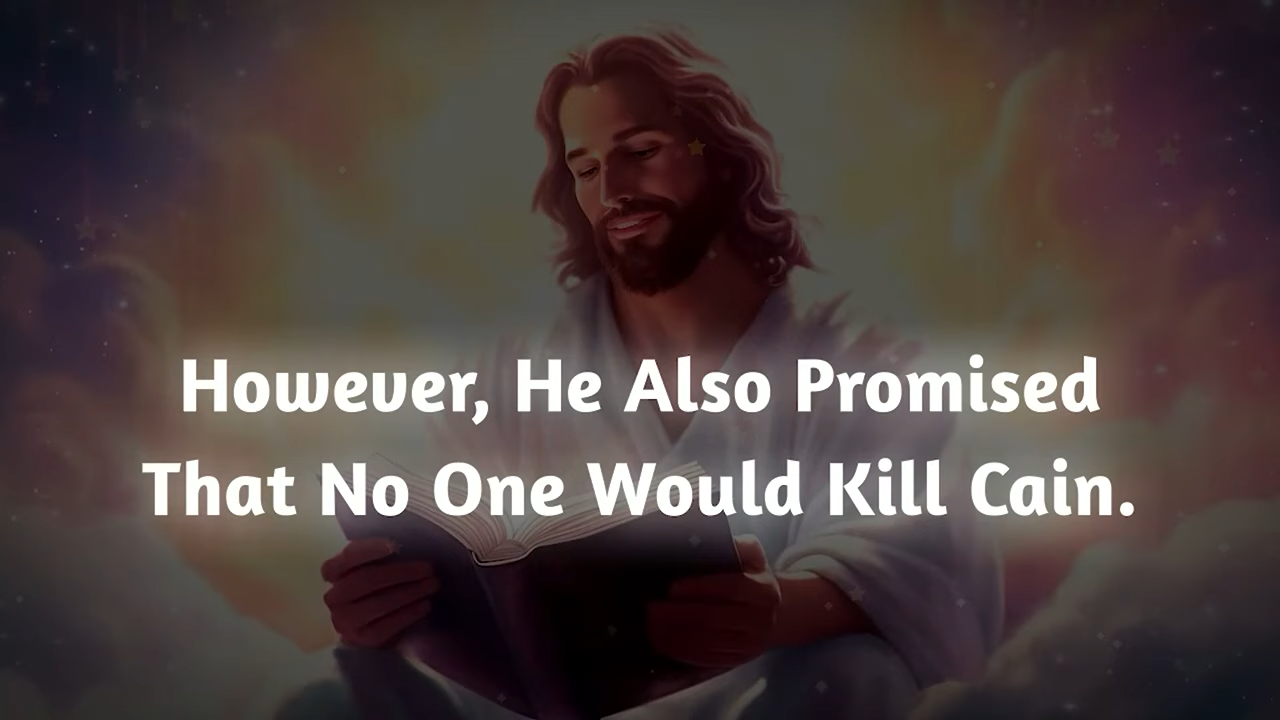 However, He Also Promised
That No One Would Kill Cain.